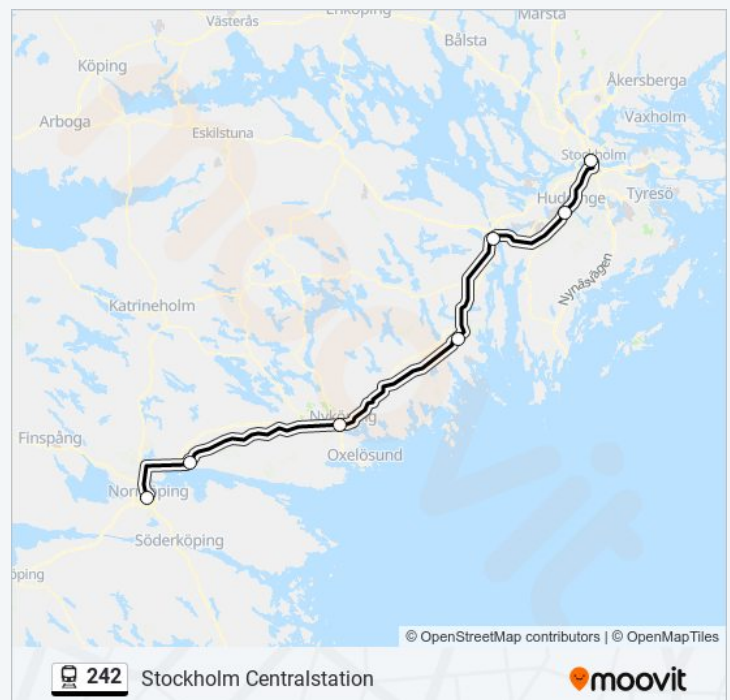 Västerås
Enköping
Märsta
Bålsta
Köping
Åkersberga
Arboga
Vaxholm
Eskilstuna
Stockholm
Huddinge
Tyresö
Nynäsvägen
Katrineholm
Nyköping
Finspång
Oxelösund
Norrköping
Söderköping
öping
© OpenStreetMap contributors | © OpenMapTiles
242 Stockholm Centralstation
moovit